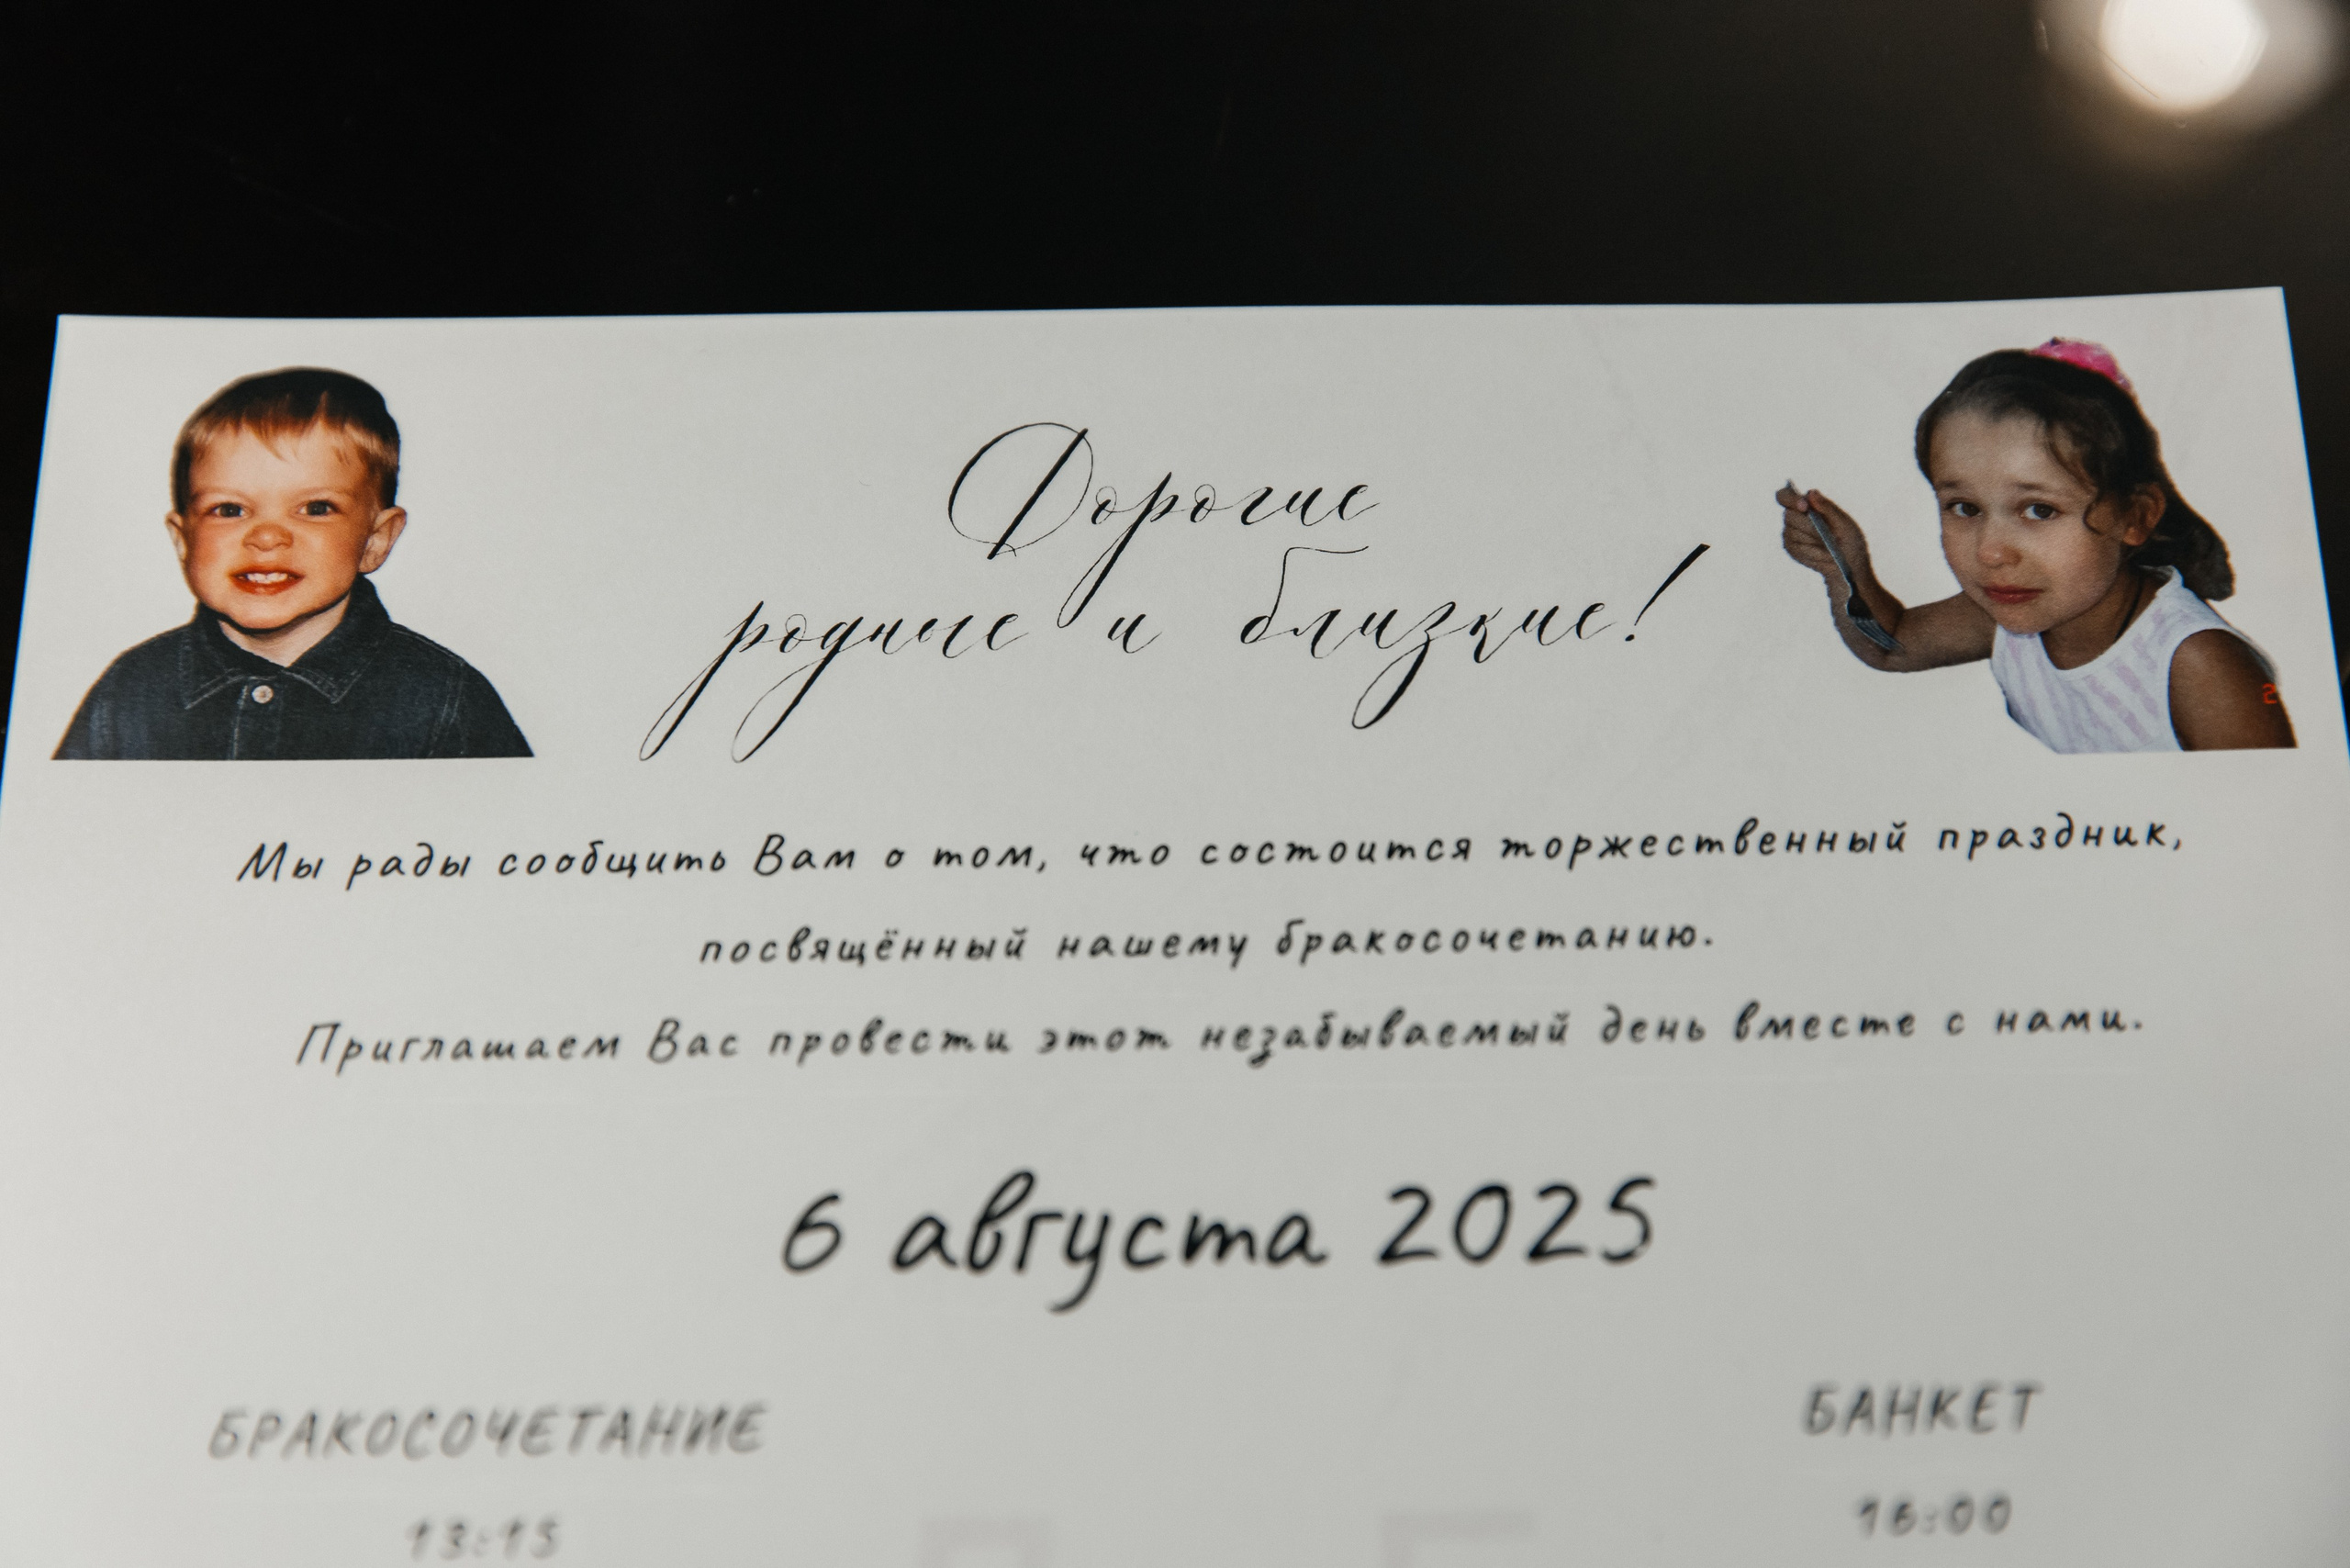 Дорогие
родные и близкие!
Мы рады сообщить Вам о том, что состоится торжественный праздник,
посвящённый нашему бракосочетанию.
Приглашаем Вас провести этот незабываемый день вместе с нами.
6 августа 2025
БРАКОСОЧЕТАНИЕ БАНКЕТ
13:15 16:00